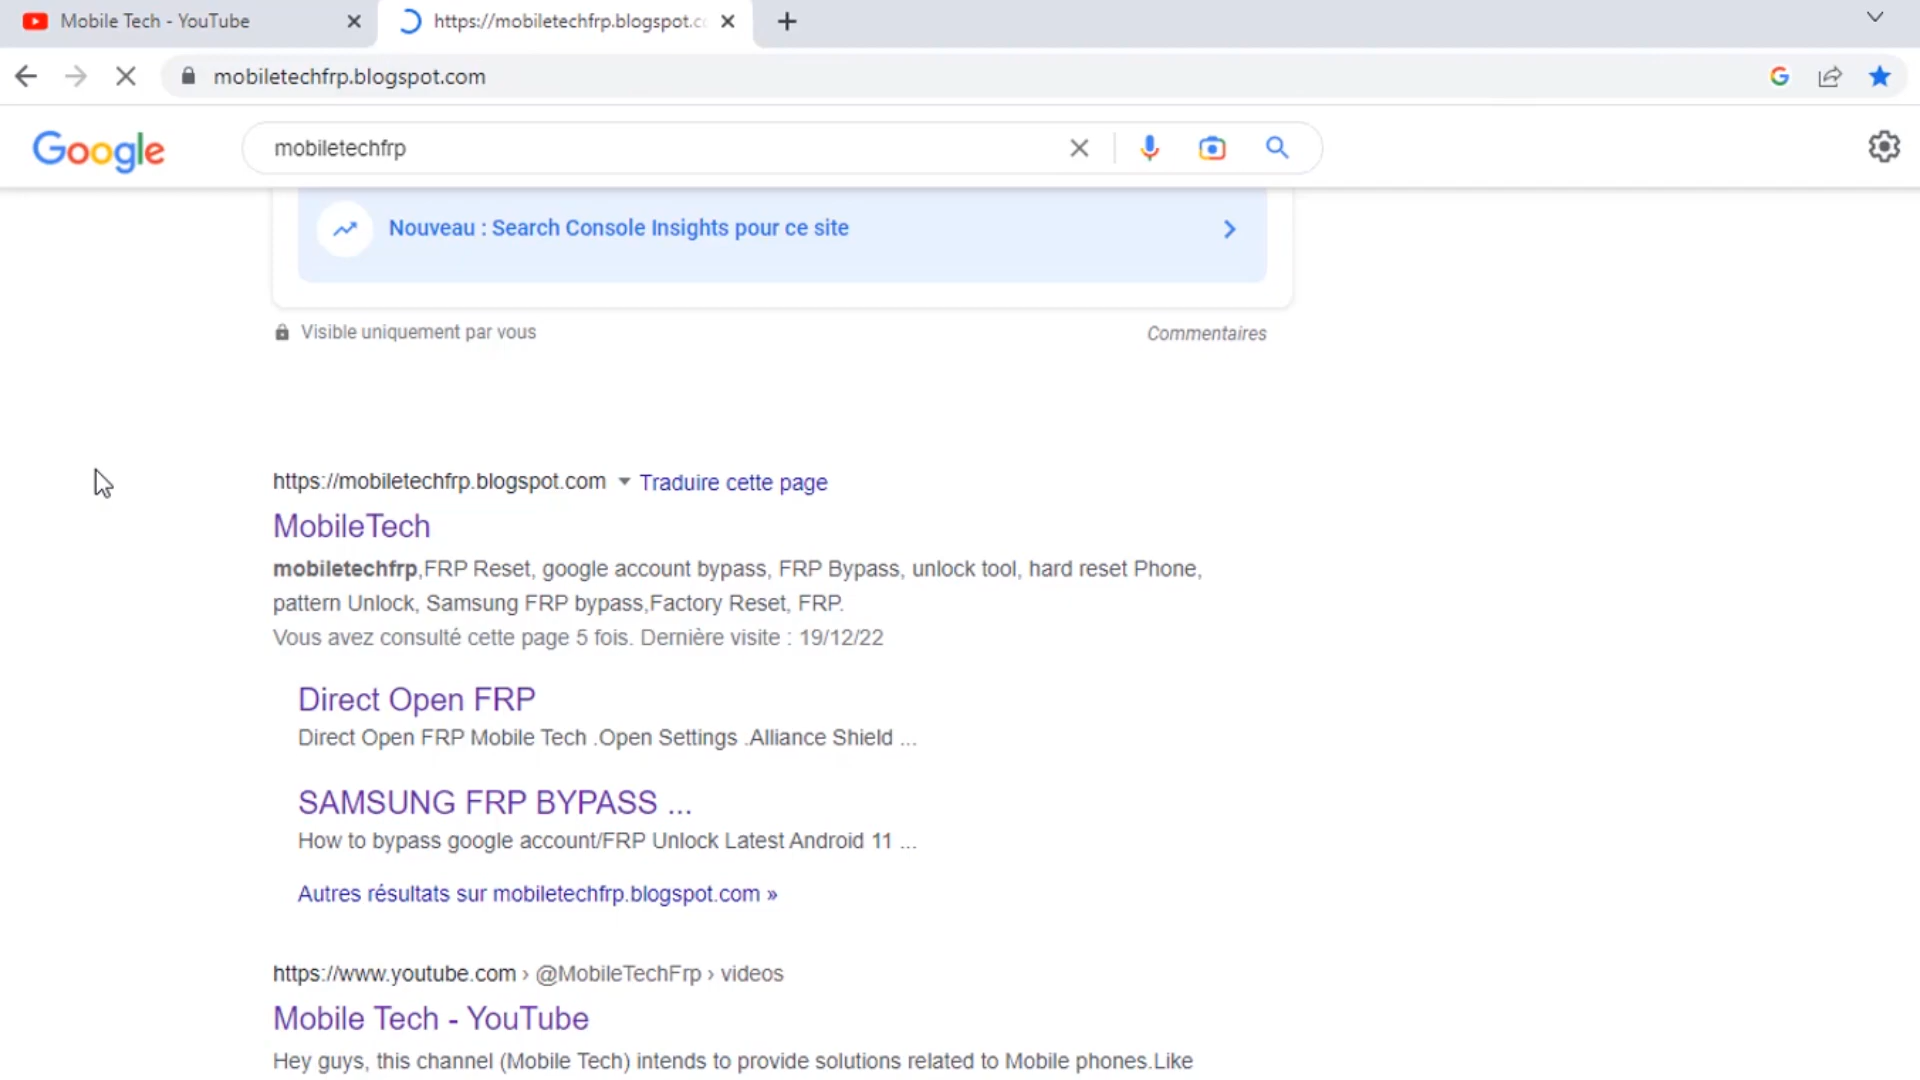 Mobile Tech - YouTube
https://mobiletechfrp.blogspot.c
mobiletechfrp.blogspot.com
Google
mobiletechfrp
Nouveau : Search Console Insights pour ce site
Visible uniquement par vous
Commentaires
https://mobiletechfrp.blogspot.com
Traduire cette page
MobileTech
mobiletechfrp,FRP Reset, google account bypass, FRP Bypass, unlock tool, hard reset Phone,
pattern Unlock, Samsung FRP bypass,Factory Reset, FRP.
Vous avez consulté cette page 5 fois. Dernière visite : 19/12/22
Direct Open FRP
Direct Open FRP Mobile Tech .Open Settings .Alliance Shield ...
SAMSUNG FRP BYPASS ...
How to bypass google account/FRP Unlock Latest Android 11 ...
Autres résultats sur mobiletechfrp.blogspot.com »
https://www.youtube.com › @MobileTechFrp › videos
Mobile Tech - YouTube
Hey guys, this channel (Mobile Tech) intends to provide solutions related to Mobile phones.Like